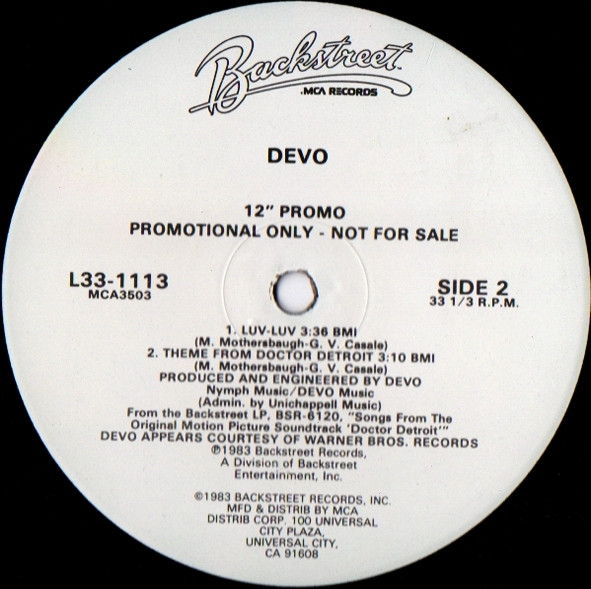 Backstreet
.MCA RECORDS
DEVO
12" PROMO
PROMOTIONAL ONLY - NOT FOR SALE
L33-1113
MCA3503
SIDE 2
33 1/3 R.P.M.
1. LUV-LUV 3:36 BMI
(M. Mothersbaugh-G. V. Casale)
2. THEME FROM DOCTOR DETROIT 3:10 BMI
(M. Mothersbaugh-G. V. Casale)
PRODUCED AND ENGINEERED BY DEVO
Nymph Music/DEVO Music
(Admin. by Unichappell Music)
From the Backstreet LP, BSR-6120, "Songs From The
Original Motion Picture Soundtrack 'Doctor Detroit'"
DEVO APPEARS COURTESY OF WARNER BROS. RECORDS
℗1983 Backstreet Records,
A Division of Backstreet
Entertainment, Inc.
©1983 BACKSTREET RECORDS, INC.
MFD & DISTRIB BY MCA
DISTRIB CORP. 100 UNIVERSAL
CITY PLAZA,
UNIVERSAL CITY,
CA 91608